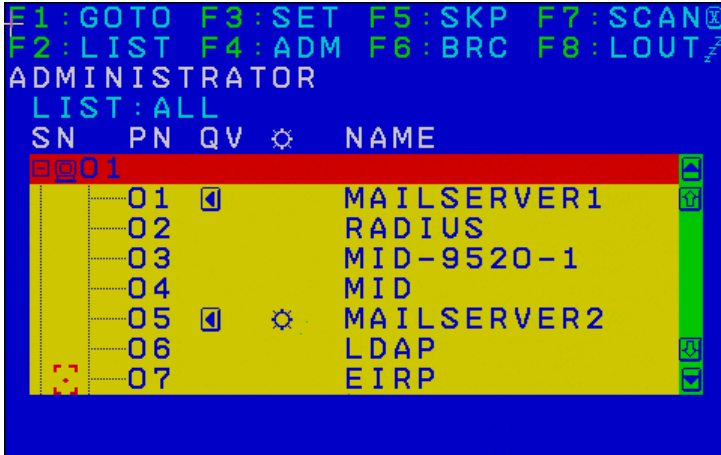 F1:GOTO F3:SET F5:SKP F7:SCAN
F2:LIST F4:ADM F6:BRC F8:LOUT zZ
ADMINISTRATOR
LIST:ALL
SN PN QV NAME
01
01 MAILSERVER1
02 RADIUS
03 MID-9520-1
04 MID
05 MAILSERVER2
06 LDAP
07 EIRP